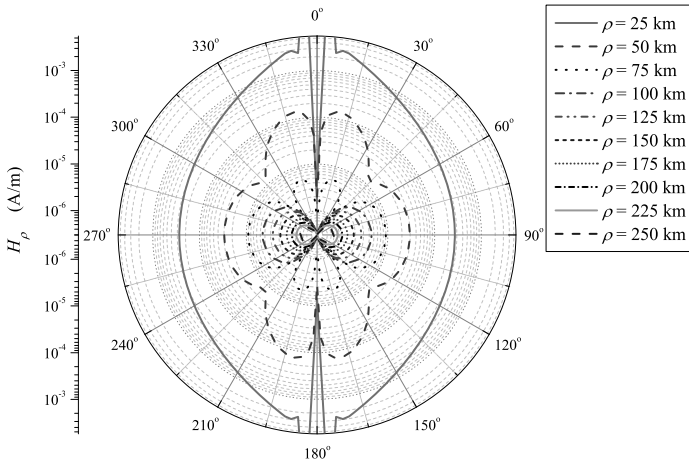 0°
30°
60°
90°
120°
150°
180°
210°
240°
270°
300°
330°
10⁻³
10⁻⁴
10⁻⁵
10⁻⁶
10⁻⁶
10⁻⁵
10⁻⁴
10⁻³
Hρ (A/m)
ρ = 25 km
ρ = 50 km
ρ = 75 km
ρ = 100 km
ρ = 125 km
ρ = 150 km
ρ = 175 km
ρ = 200 km
ρ = 225 km
ρ = 250 km